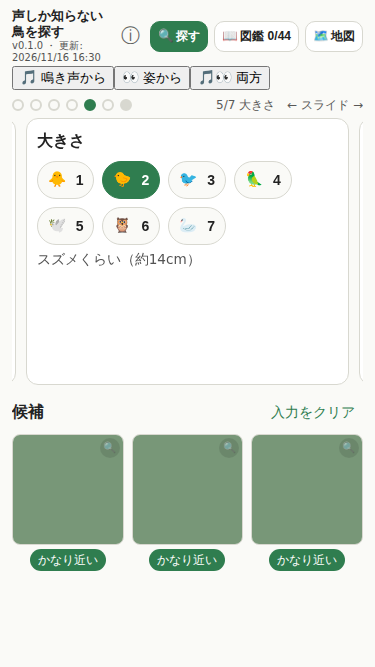 声しか知らない
鳥を探す
v0.1.0 ・ 更新:
2026/11/16 16:30
ⓘ
🔍 探す
📖 図鑑 0/44
🗺️ 地図
🎵 鳴き声から
👀 姿から
🎵👀 両方
5/7 大きさ ← スライド →
大きさ
🐥 1
🐤 2
🐦 3
🦜 4
🕊️ 5
🦉 6
🦢 7
スズメくらい（約14cm）
候補
入力をクリア
かなり近い
かなり近い
かなり近い